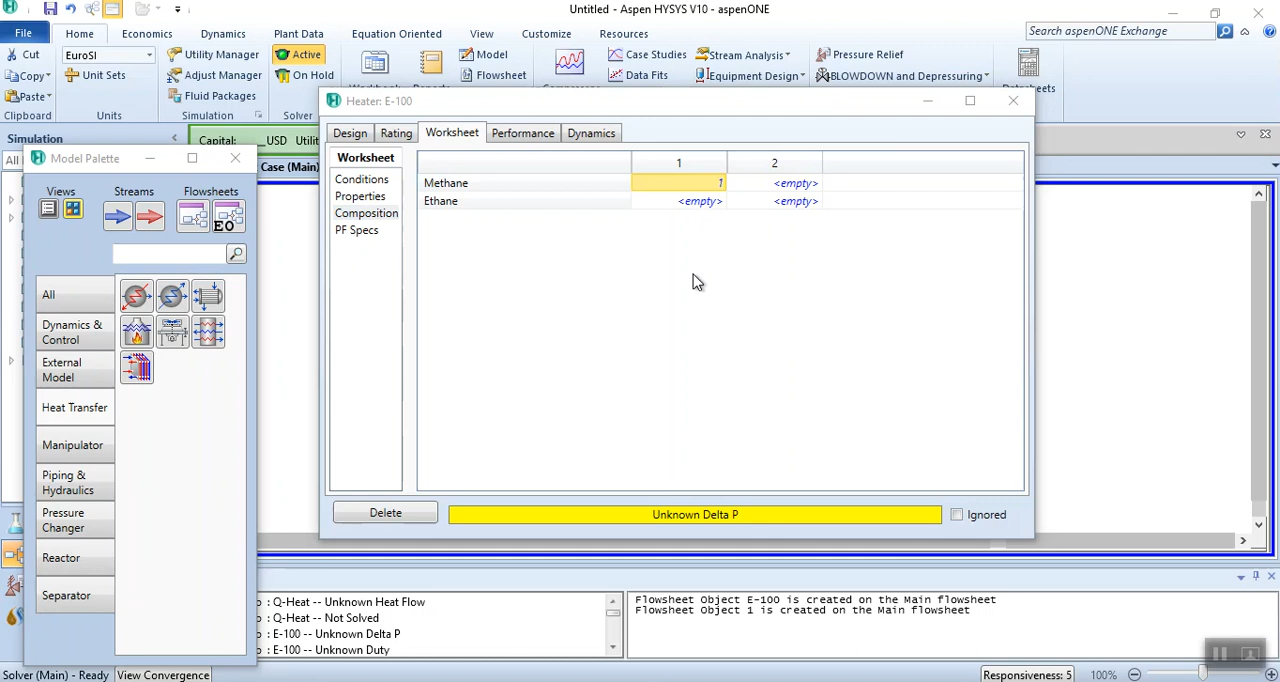 Untitled - Aspen HYSYS V10 - aspenONE
File Home Economics Dynamics Plant Data Equation Oriented View Customize Resources Search aspenONE Exchange
Cut EuroSI Utility Manager Active Model Case Studies Stream Analysis Pressure Relief
Copy Unit Sets Adjust Manager On Hold Flowsheet Data Fits Equipment Design BLOWDOWN and Depressuring
Paste Fluid Packages
Clipboard Units Simulation Solver
Simulation Capital: USD
Heater: E-100
Case (Main)
Model Palette
Views Streams Flowsheets
EO
All
Dynamics & Control
External Model
Heat Transfer
Manipulator
Piping & Hydraulics
Pressure Changer
Reactor
Separator
Design Rating Worksheet Performance Dynamics
Worksheet
Conditions
Properties
Composition
PF Specs
1 2
Methane 1 <empty>
Ethane <empty> <empty>
Delete Unknown Delta P Ignored
: Q-Heat -- Unknown Heat Flow
: Q-Heat -- Not Solved
: E-100 -- Unknown Delta P
: E-100 -- Unknown Duty
Flowsheet Object E-100 is created on the Main flowsheet
Flowsheet Object 1 is created on the Main flowsheet
Solver (Main) - Ready View Convergence Responsiveness: 5 100%